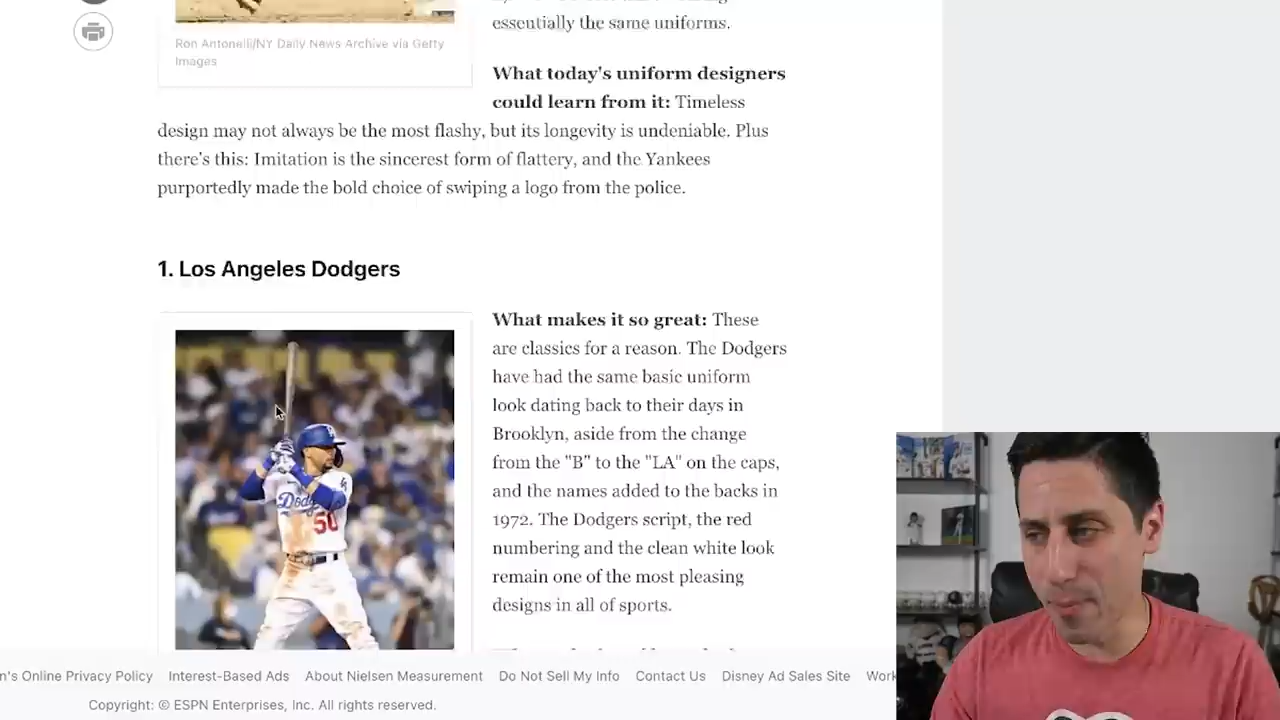 essentially the same uniforms.
Ron Antonelli/NY Daily News Archive via Getty
Images
What today's uniform designers
could learn from it: Timeless
design may not always be the most flashy, but its longevity is undeniable. Plus
there's this: Imitation is the sincerest form of flattery, and the Yankees
purportedly made the bold choice of swiping a logo from the police.
1. Los Angeles Dodgers
What makes it so great: These
are classics for a reason. The Dodgers
have had the same basic uniform
look dating back to their days in
Brooklyn, aside from the change
from the "B" to the "LA" on the caps,
and the names added to the backs in
1972. The Dodgers script, the red
numbering and the clean white look
remain one of the most pleasing
designs in all of sports.
LA
Dodg
50
n's Online Privacy Policy Interest-Based Ads About Nielsen Measurement Do Not Sell My Info Contact Us Disney Ad Sales Site Work
Copyright: © ESPN Enterprises, Inc. All rights reserved.